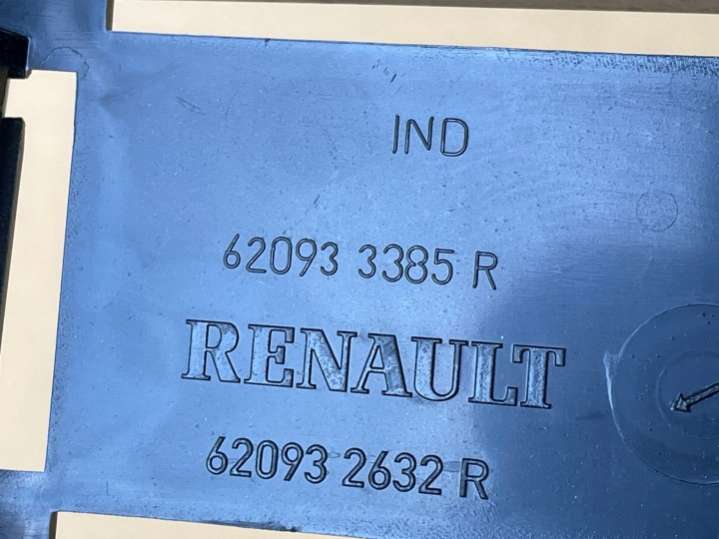 IND
62093 3385 R
RENAULT
62093 2632 R